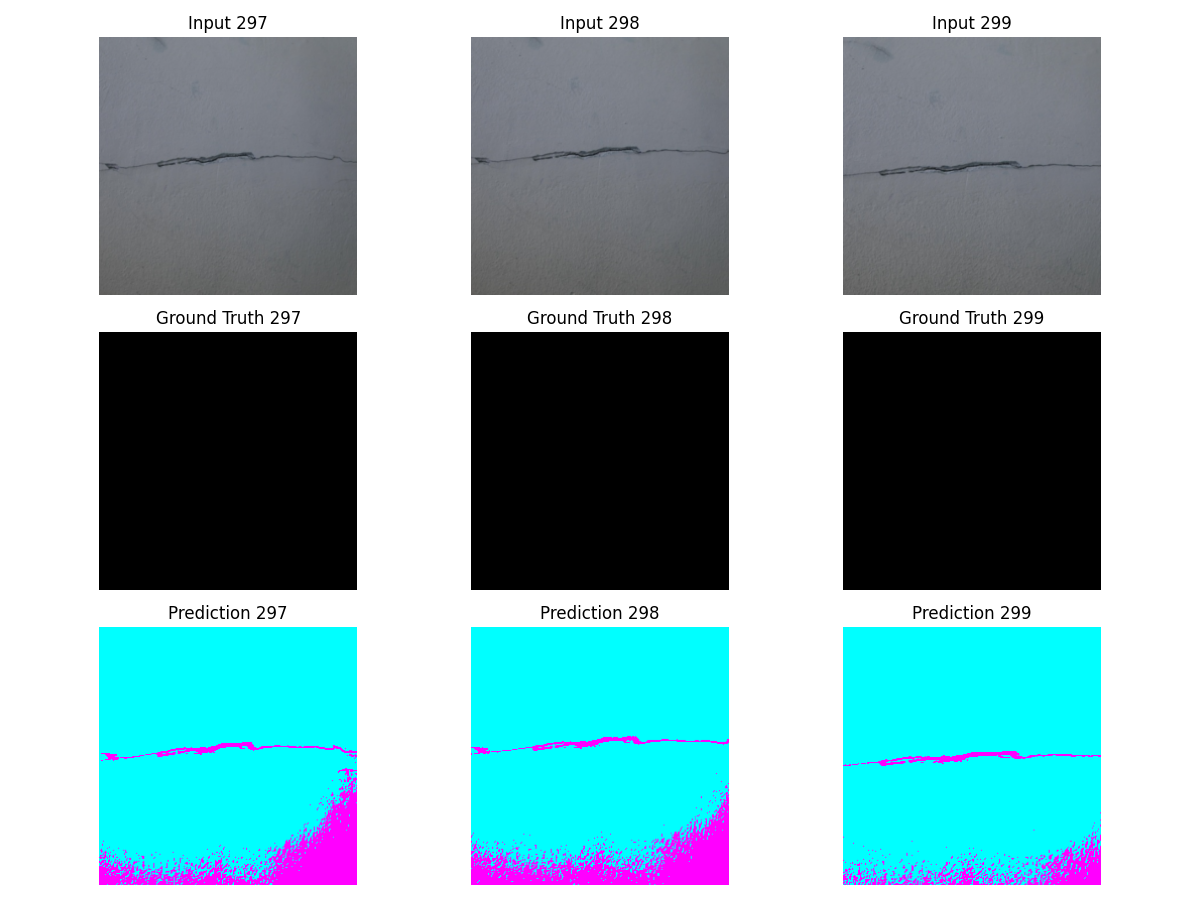 Input 297
Input 298
Input 299
Ground Truth 297
Ground Truth 298
Ground Truth 299
Prediction 297
Prediction 298
Prediction 299